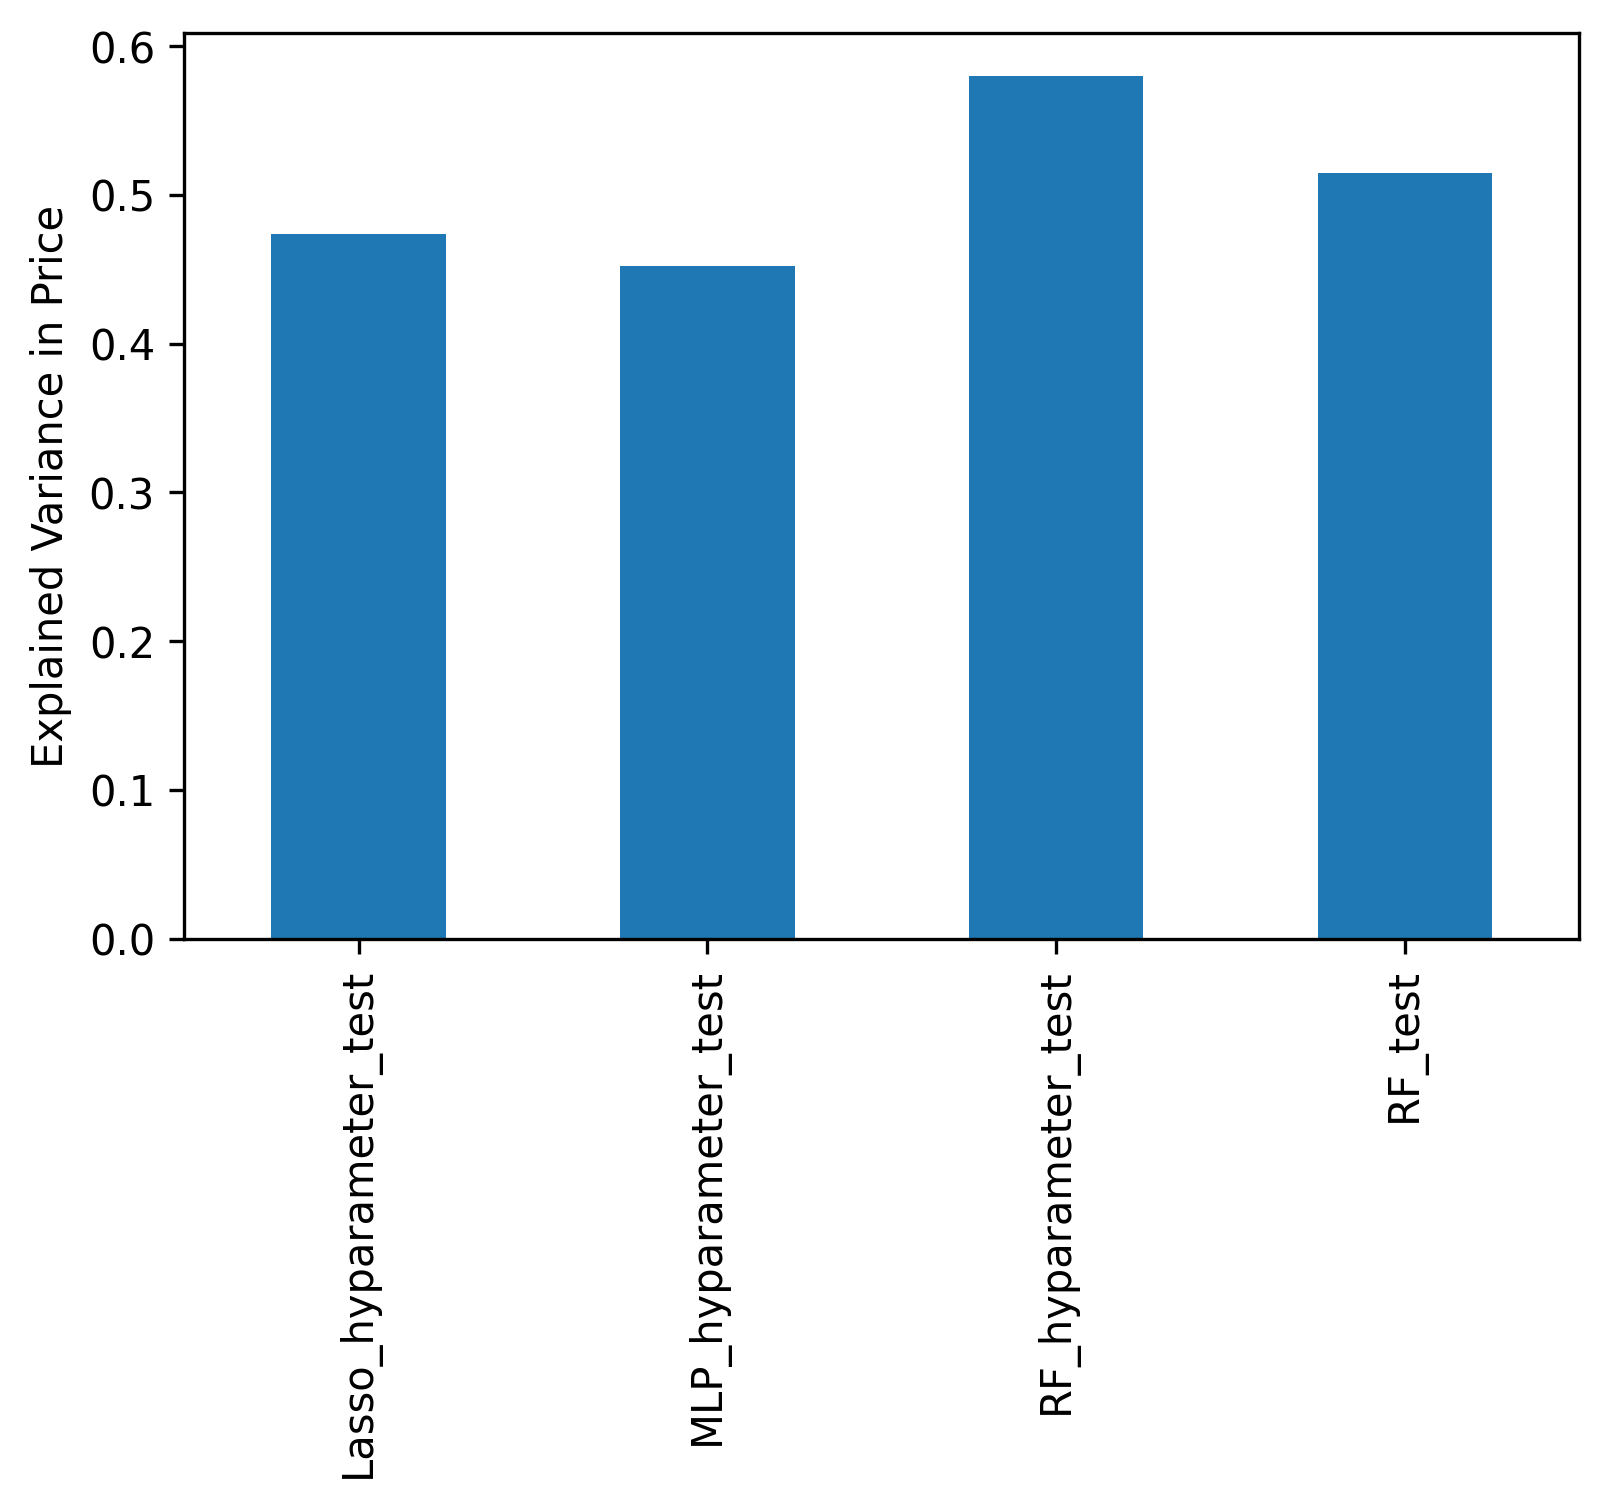 Explained Variance in Price
0.6
0.5
0.4
0.3
0.2
0.1
0.0
Lasso_hyparameter_test
MLP_hyparameter_test
RF_hyparameter_test
RF_test